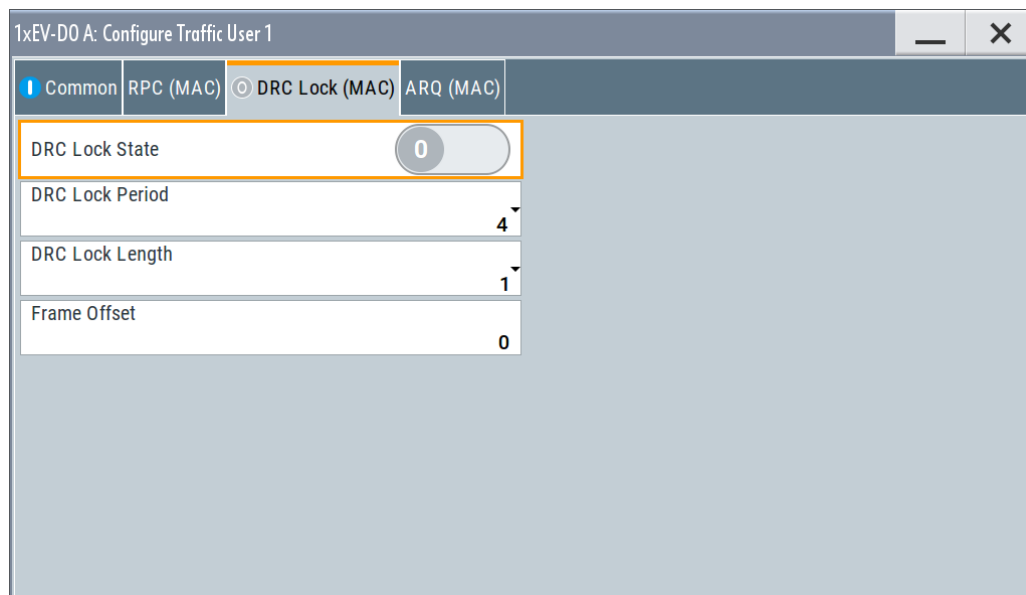 1xEV-DO A: Configure Traffic User 1
Common RPC (MAC) DRC Lock (MAC) ARQ (MAC)
DRC Lock State 0
DRC Lock Period
4
DRC Lock Length
1
Frame Offset
0